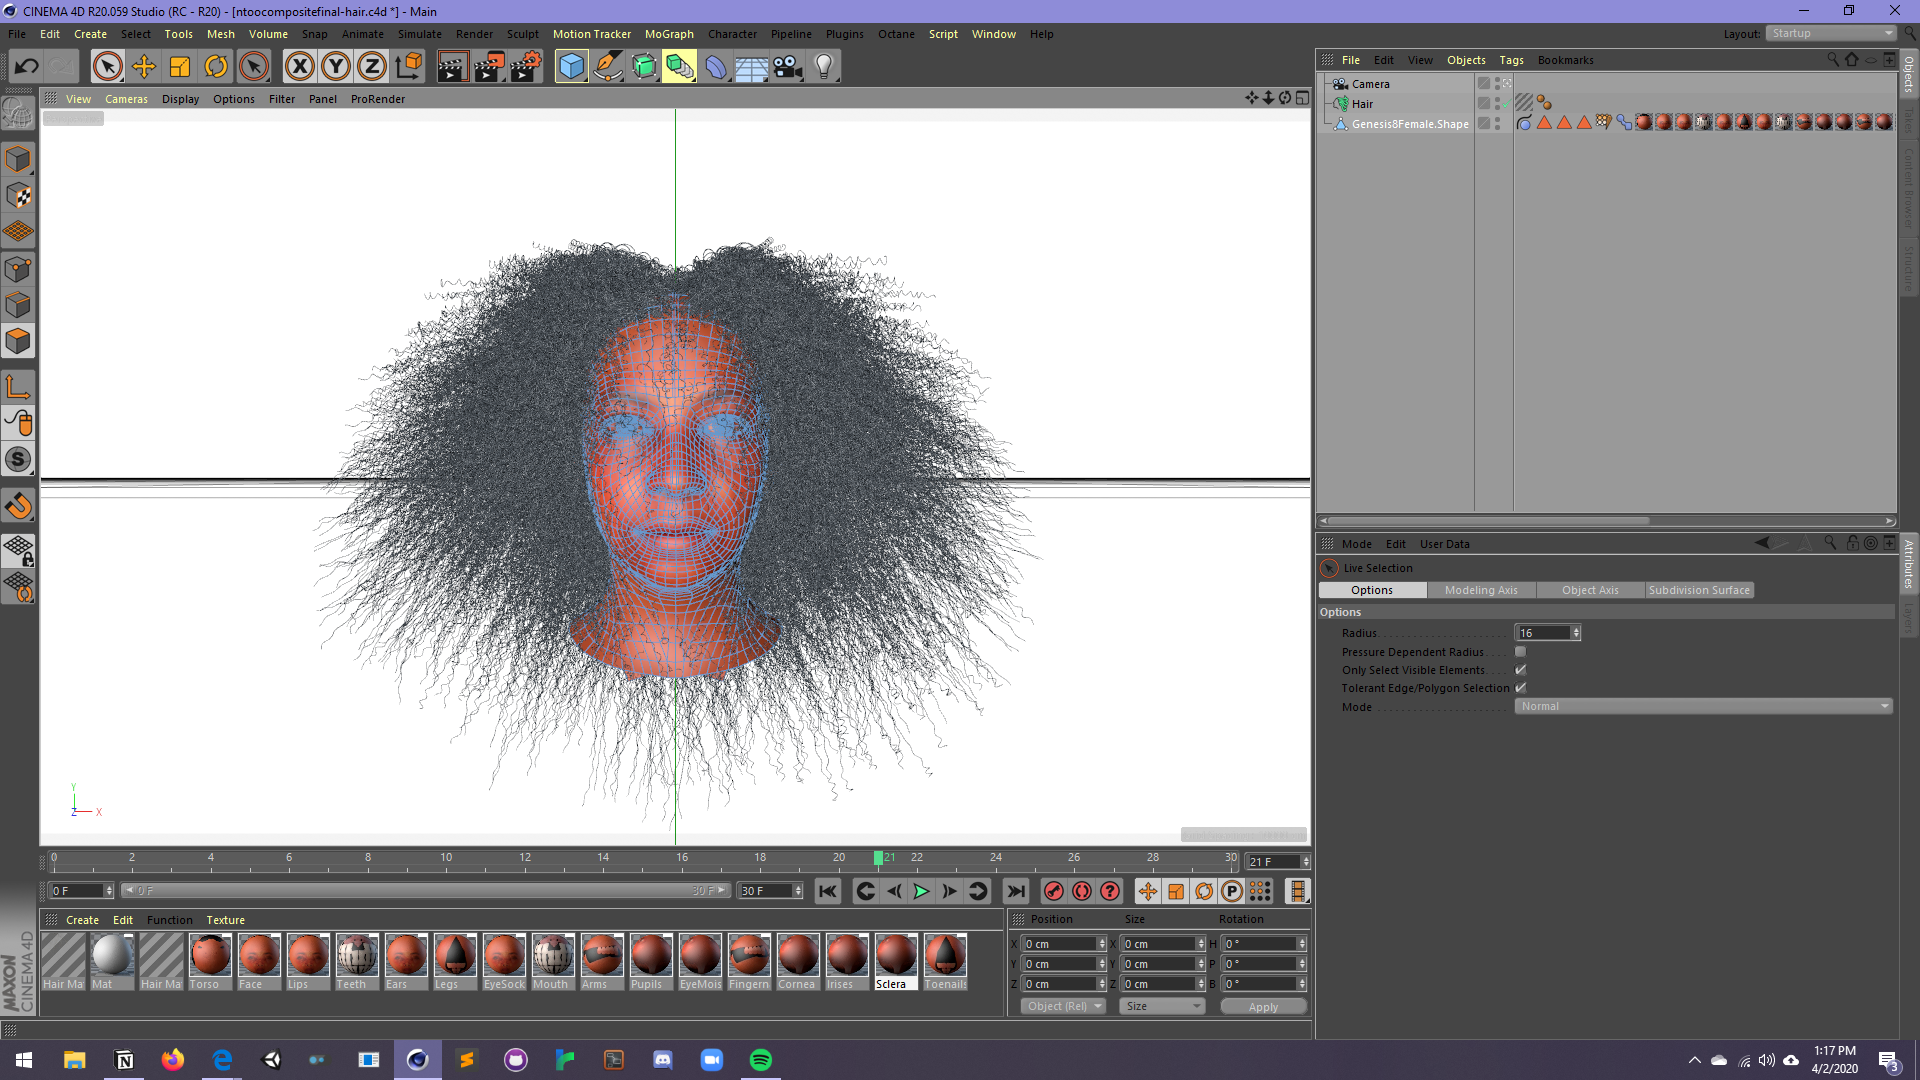 CINEMA 4D R20.059 Studio (RC - R20) - [ntoocompositefinal-hair.c4d *] - Main
File Edit Create Select Tools Mesh Volume Snap Animate Simulate Render Sculpt Motion Tracker MoGraph Character Pipeline Plugins Octane Script Window Help
Layout: Startup
X Y Z
File Edit View Objects Tags Bookmarks
View Cameras Display Options Filter Panel ProRender
Camera
Hair
Genesis8Female.Shape
Objects
Takes
Content Browser
Structure
S
Y
Z X
Mode Edit User Data
Live Selection
Options Modeling Axis Object Axis Subdivision Surface
Options
Radius 16
Pressure Dependent Radius
Only Select Visible Elements
Tolerant Edge/Polygon Selection
Mode Normal
Attributes
Layers
0 2 4 6 8 10 12 14 16 18 20 21 22 24 26 28 30
21 F
0 F 0 F 30 F 30 F
? P
Create Edit Function Texture
Hair Ma Mat Hair Ma Torso Face Lips Teeth Ears Legs EyeSock Mouth Arms Pupils EyeMois Fingern Cornea Irises Sclera Toenails
Position Size Rotation
X 0 cm X 0 cm H 0 °
Y 0 cm Y 0 cm P 0 °
Z 0 cm Z 0 cm B 0 °
Object (Rel) Size Apply
MAXON
CINEMA 4D
1:17 PM
4/2/2020
3